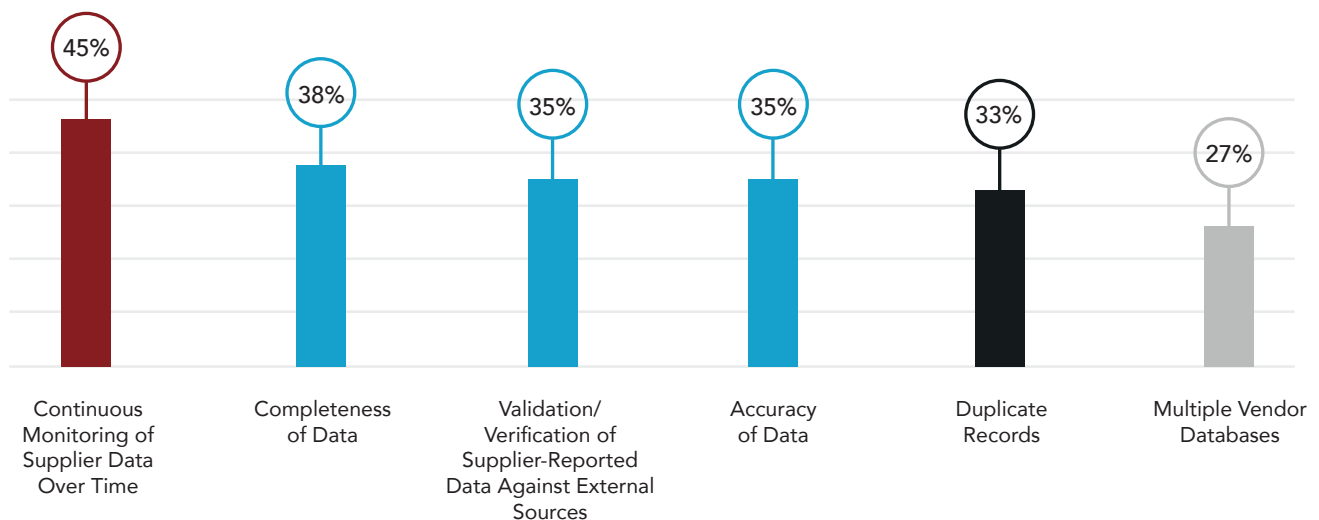 45%
38%
35%
35%
33%
27%
Continuous
Monitoring of
Supplier Data
Over Time
Completeness
of Data
Validation/
Verification of
Supplier-Reported
Data Against External
Sources
Accuracy
of Data
Duplicate
Records
Multiple Vendor
Databases